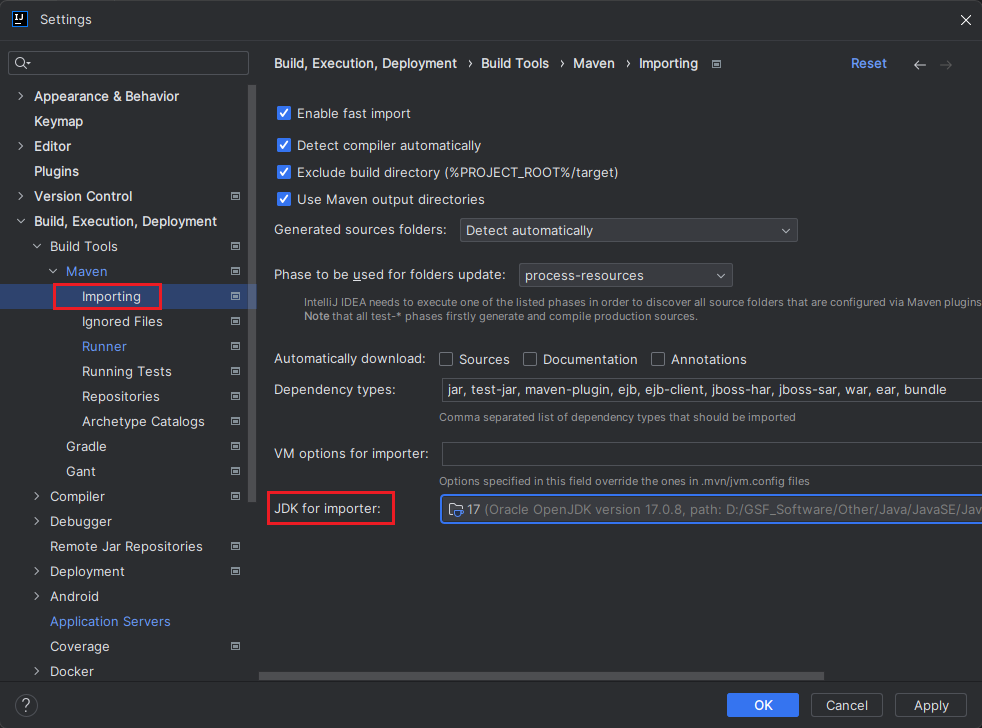 Settings
Build, Execution, Deployment › Build Tools › Maven › Importing
Reset
Appearance & Behavior
Keymap
Editor
Plugins
Version Control
Build, Execution, Deployment
Build Tools
Maven
Importing
Ignored Files
Runner
Running Tests
Repositories
Archetype Catalogs
Gradle
Gant
Compiler
Debugger
Remote Jar Repositories
Deployment
Android
Application Servers
Coverage
Docker
Enable fast import
Detect compiler automatically
Exclude build directory (%PROJECT_ROOT%/target)
Use Maven output directories
Generated sources folders: Detect automatically
Phase to be used for folders update: process-resources
IntelliJ IDEA needs to execute one of the listed phases in order to discover all source folders that are configured via Maven plugins
Note that all test-* phases firstly generate and compile production sources.
Automatically download: Sources Documentation Annotations
Dependency types: jar, test-jar, maven-plugin, ejb, ejb-client, jboss-har, jboss-sar, war, ear, bundle
Comma separated list of dependency types that should be imported
VM options for importer:
Options specified in this field override the ones in .mvn/jvm.config files
JDK for importer: 17 (Oracle OpenJDK version 17.0.8, path: D:/GSF_Software/Other/Java/JavaSE/Jav
?
OK Cancel Apply